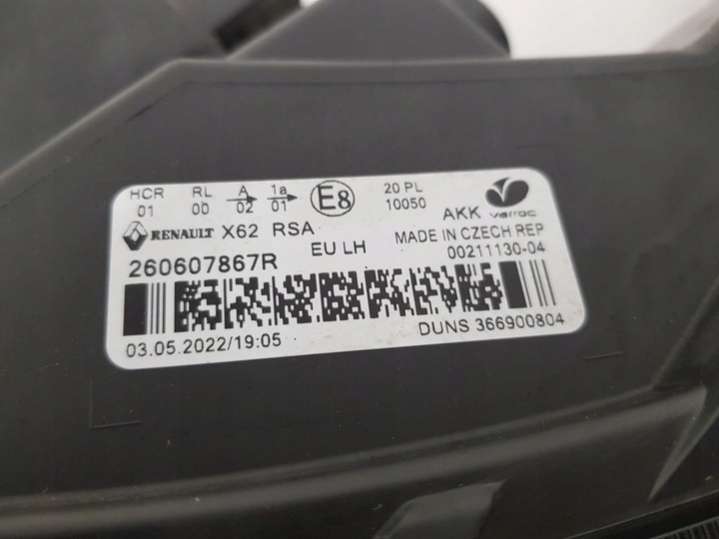 HCR RL A 1a E8 20 PL
01 00 02 01 10050 AKK varroc
RENAULT X62 RSA MADE IN CZECH REP
EU LH 00211130-04
260607867R
03.05.2022/19:05 DUNS 366900804